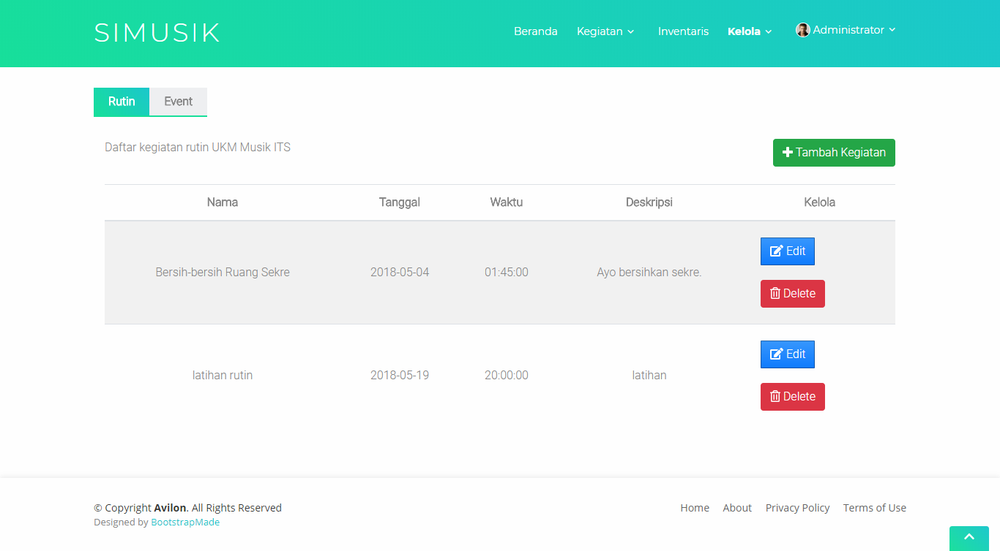 SIMUSIK
Beranda Kegiatan Inventaris Kelola Administrator
Rutin Event
Daftar kegiatan rutin UKM Musik ITS
Tambah Kegiatan
Nama Tanggal Waktu Deskripsi Kelola
Edit
Bersih-bersih Ruang Sekre 2018-05-04 01:45:00 Ayo bersihkan sekre.
Delete
Edit
latihan rutin 2018-05-19 20:00:00 latihan
Delete
© Copyright Avilon. All Rights Reserved
Designed by BootstrapMade
Home About Privacy Policy Terms of Use